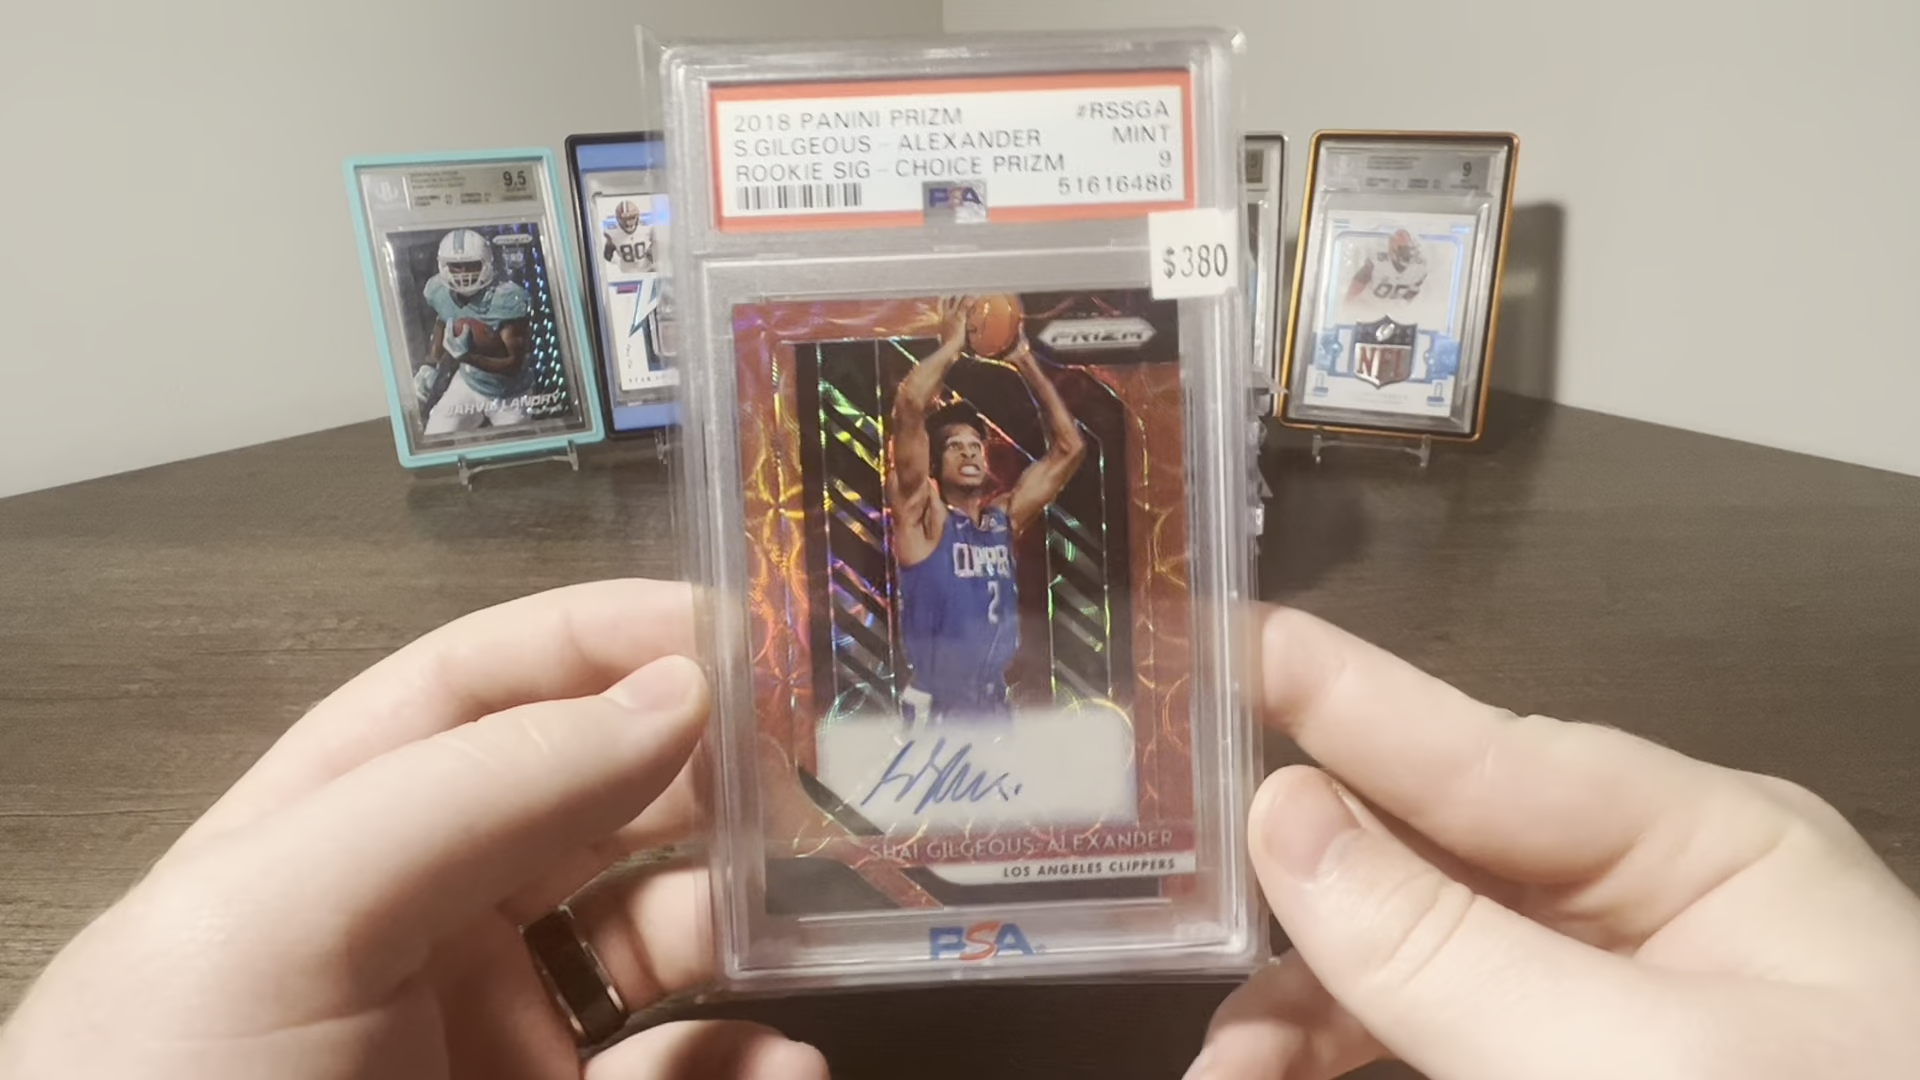 2018 PANINI PRIZM #RSSGA
S.GILGEOUS - ALEXANDER MINT
ROOKIE SIG - CHOICE PRIZM 9
51616486
PSA
$380
PRIZM
CLIPPERS
2
SHAI GILGEOUS-ALEXANDER
LOS ANGELES CLIPPERS
PSA
9.5
JARVIS LANDRY
80
9
NFL